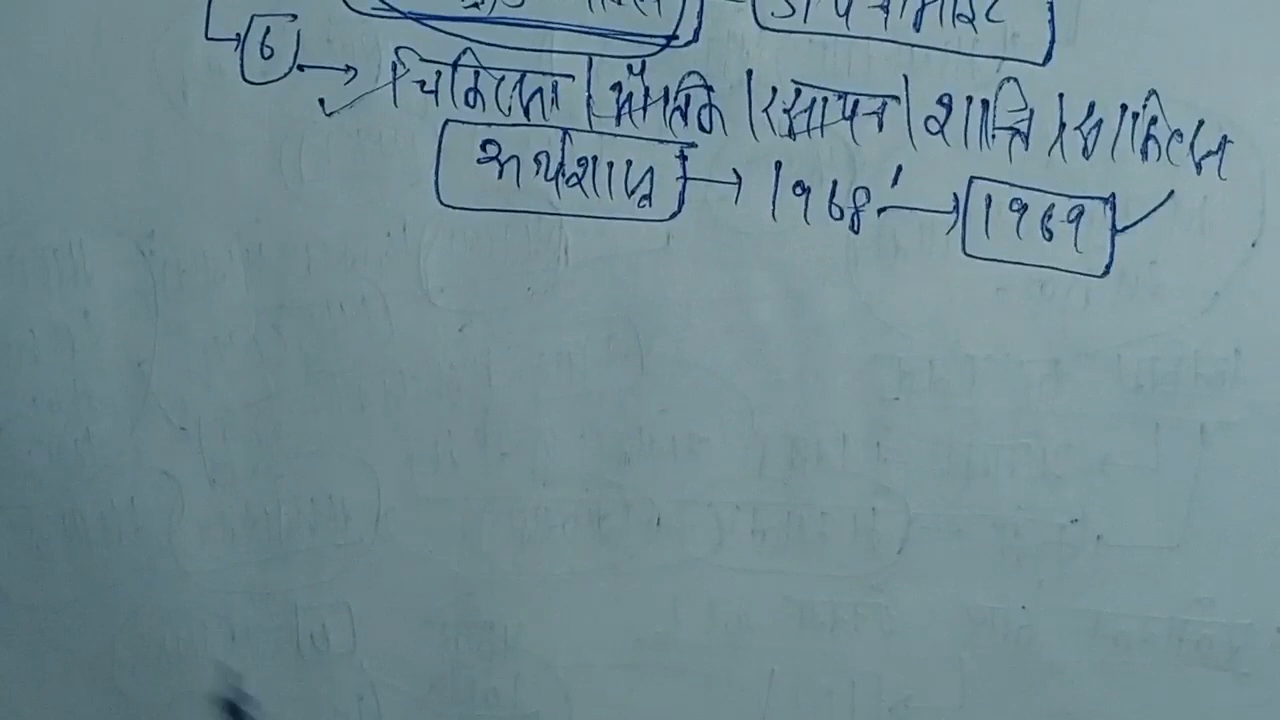 6 → चिकित्सा | भौतिकि | रसायन | शान्ति | साहित्य
अर्थशास्त्र → 1968' → 1969